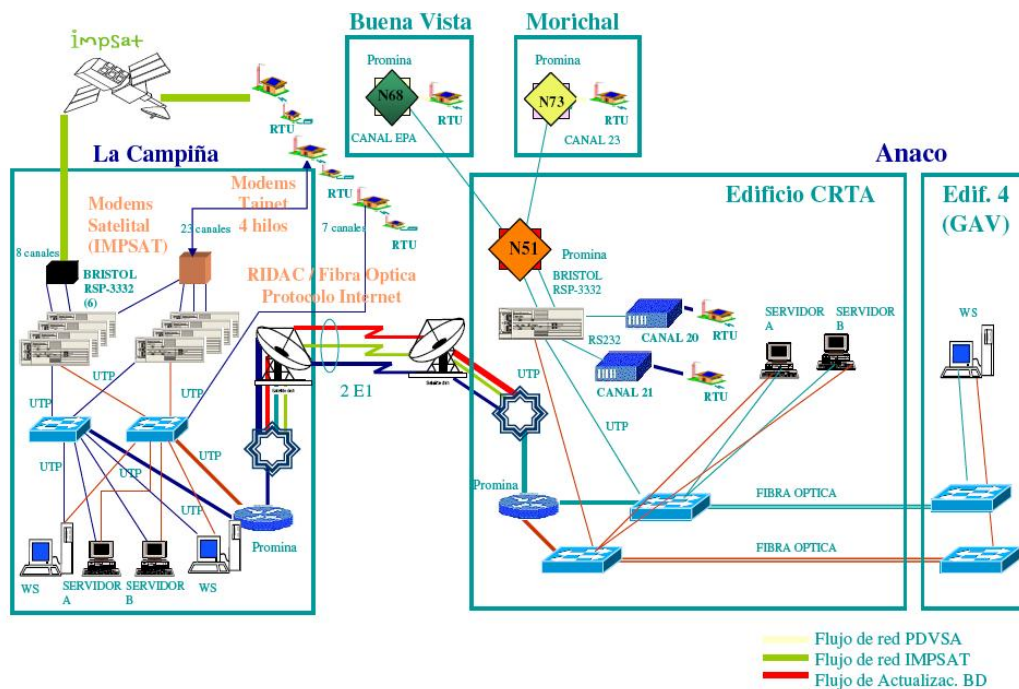 impsat
Buena Vista
Morichal
Promina
N68
RTU
CANAL EPA
Promina
N73
RTU
CANAL 23
RTU
RTU
RTU
La Campiña
Anaco
Modems
Satelital
(IMPSAT)
Modems
Tainet
4 hilos
23 canales
7 canales
8 canales
BRISTOL
RSP-3332
(6)
RIDAC / Fibra Optica
Protocolo Internet
UTP
UTP
UTP
UTP
UTP
UTP
2 E1
Promina
WS
SERVIDOR
A
SERVIDOR
B
WS
Edificio CRTA
Edif. 4
(GAV)
N51
Promina
BRISTOL
RSP-3332
RS232
CANAL 20
RTU
CANAL 21
RTU
SERVIDOR
A
SERVIDOR
B
WS
UTP
UTP
Promina
FIBRA OPTICA
FIBRA OPTICA
Flujo de red PDVSA
Flujo de red IMPSAT
Flujo de Actualizac. BD